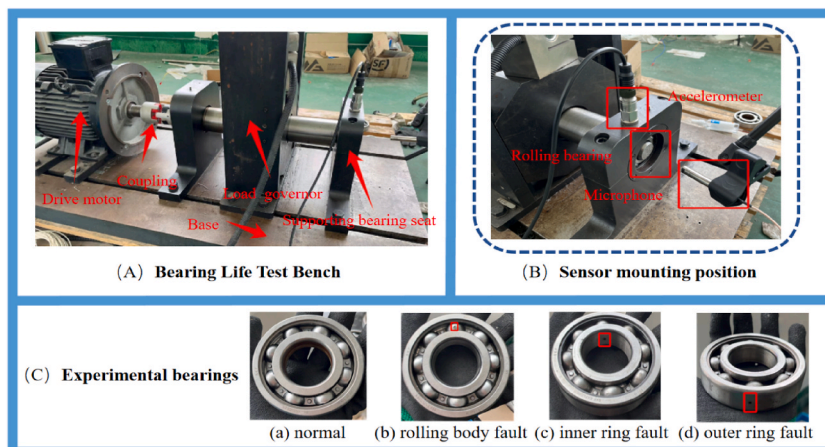 Drive motor
Coupling
Load governor
Base
Supporting bearing seat
(A) Bearing Life Test Bench
Accelerometer
Rolling bearing
Microphone
(B) Sensor mounting position
(C) Experimental bearings
(a) normal
(b) rolling body fault
(c) inner ring fault
(d) outer ring fault